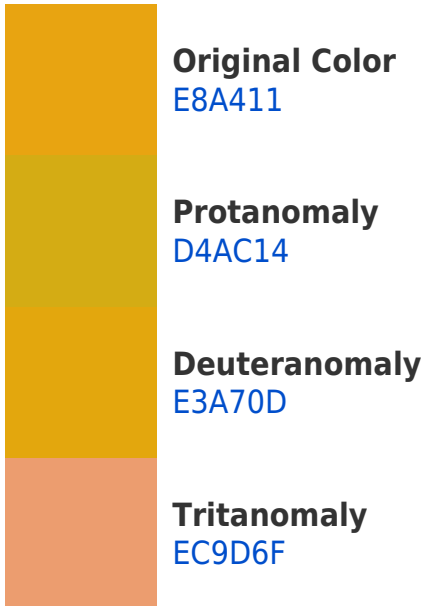 Original Color
E8A411
Protanomaly
D4AC14
Deuteranomaly
E3A70D
Tritanomaly
EC9D6F